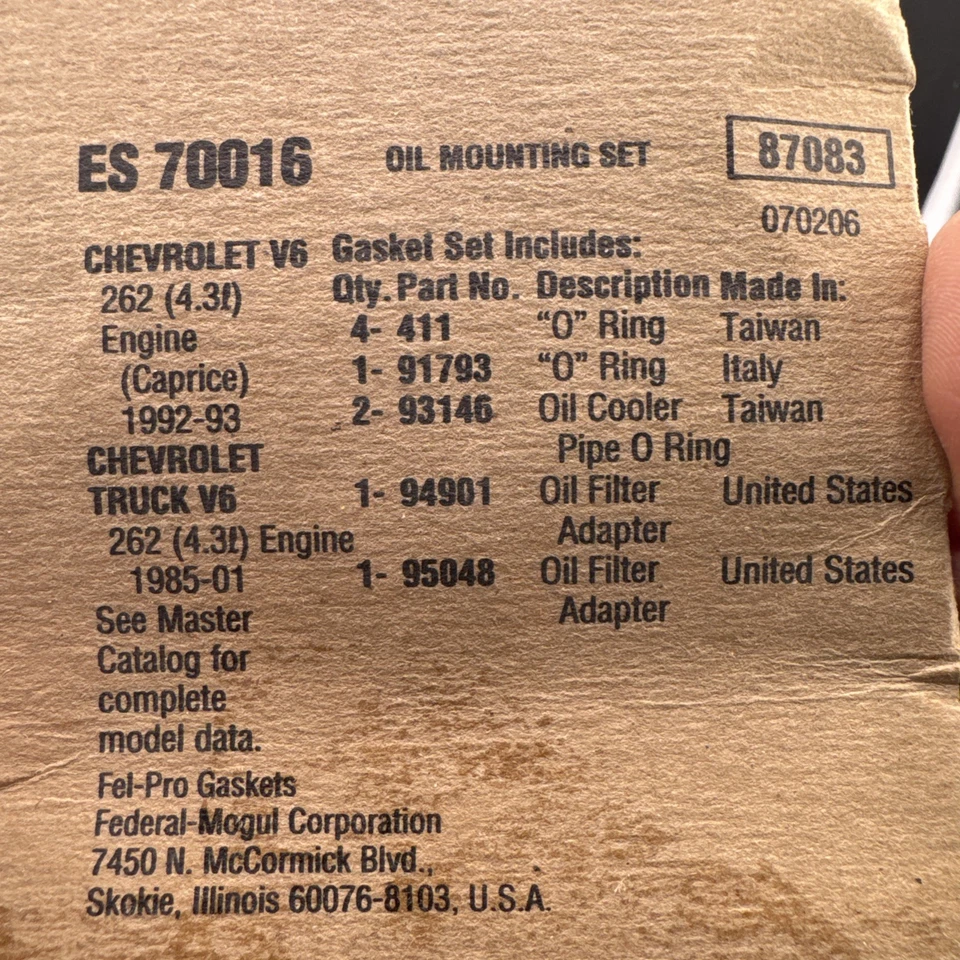 ES 70016 OIL MOUNTING SET 87083
070206
CHEVROLET V6
262 (4.3ℓ)
Engine
(Caprice)
1992-93
CHEVROLET
TRUCK V6
262 (4.3ℓ) Engine
1985-01
See Master
Catalog for
complete
model data.
Gasket Set Includes:
Qty. Part No. Description Made In:
4- 411 “O” Ring Taiwan
1- 91793 “O” Ring Italy
2- 93146 Oil Cooler Taiwan
Pipe O Ring
1- 94901 Oil Filter United States
Adapter
1- 95048 Oil Filter United States
Adapter
Fel-Pro Gaskets
Federal-Mogul Corporation
7450 N. McCormick Blvd.,
Skokie, Illinois 60076-8103, U.S.A.